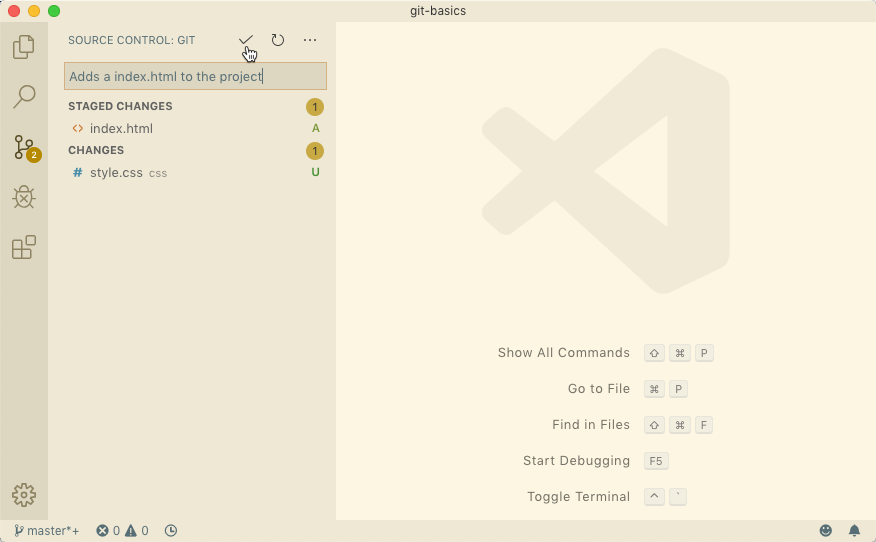 git-basics
SOURCE CONTROL: GIT
Adds a index.html to the project
STAGED CHANGES 1
<> index.html A
CHANGES 1
# style.css css U
2
Show All Commands ⇧ ⌘ P
Go to File ⌘ P
Find in Files ⇧ ⌘ F
Start Debugging F5
Toggle Terminal ^ `
master*+ 0 0